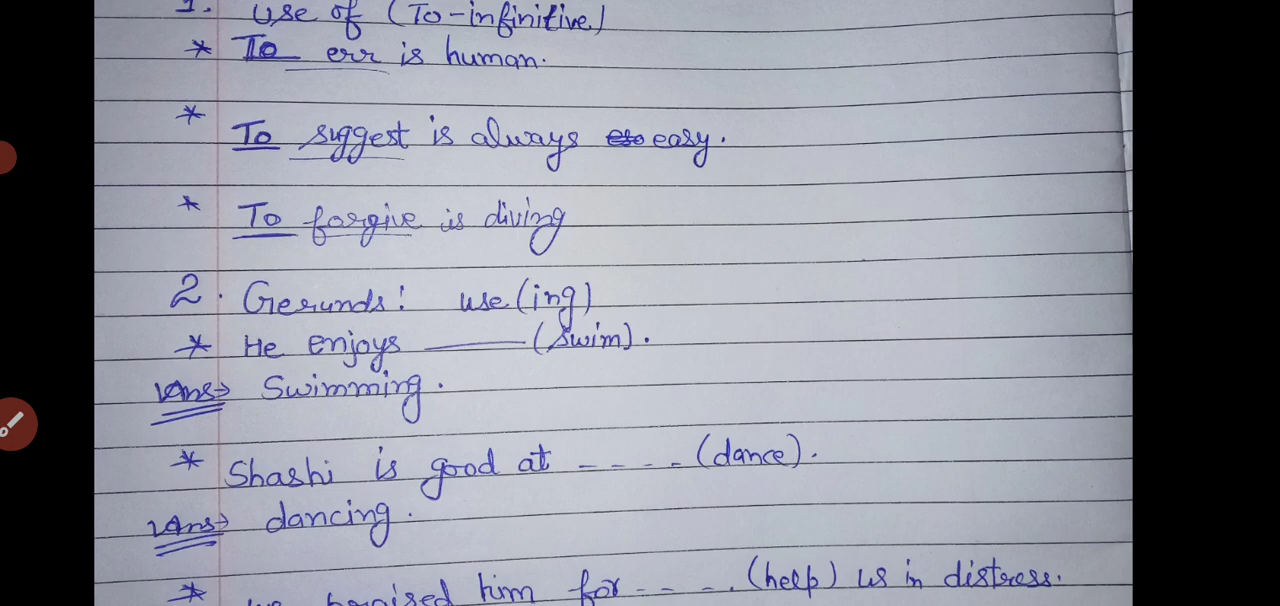 1. Use of (To-infinitive)
* To err is human.
* To suggest is always easy.
* To forgive is diving
2. Gerunds: use (ing)
* He enjoys ——— (Swim).
Ans⇒ Swimming.
* Shashi is good at - - - - (dance).
Ans⇒ dancing.
* We praised him for - - - - (help) us in distress.